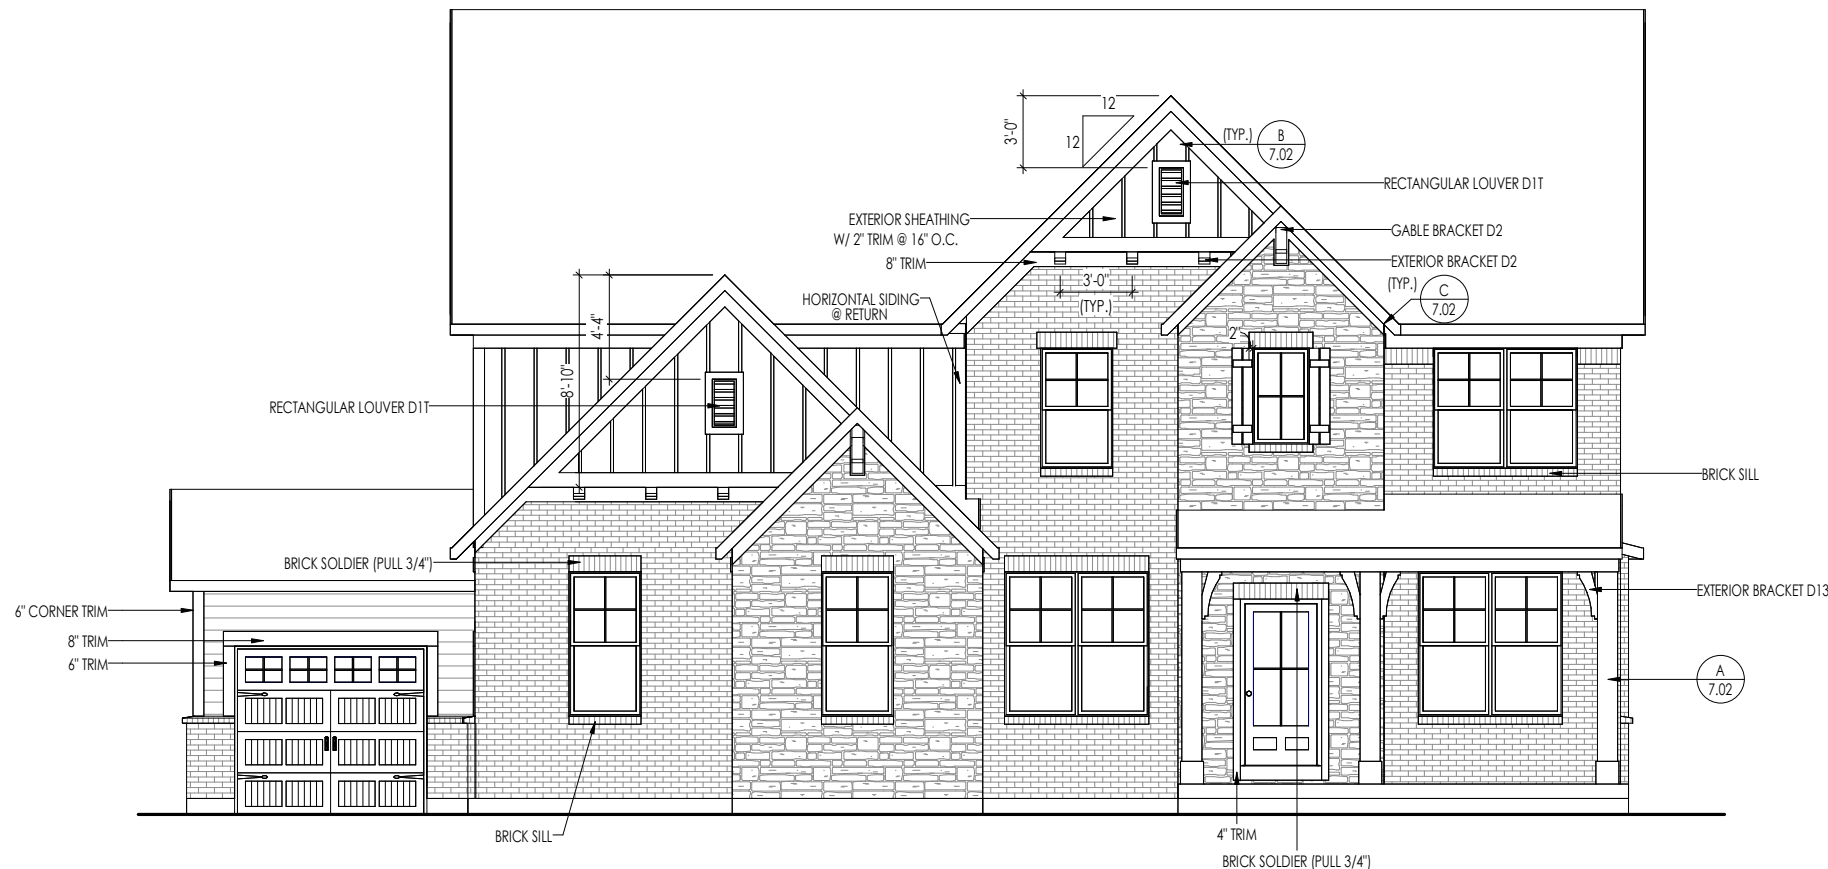 12
3'-0"
12
(TYP.)
B
7.02
RECTANGULAR LOUVER D1T
EXTERIOR SHEATHING
W/ 2" TRIM @ 16" O.C.
GABLE BRACKET D2
8" TRIM
EXTERIOR BRACKET D2
3'-0"
(TYP.)
(TYP.)
C
7.02
HORIZONTAL SIDING
@ RETURN
4'-4"
2"
8'-10"
RECTANGULAR LOUVER D1T
BRICK SILL
BRICK SOLDIER (PULL 3/4")
EXTERIOR BRACKET D13
6" CORNER TRIM
8" TRIM
6" TRIM
A
7.02
BRICK SILL
4" TRIM
BRICK SOLDIER (PULL 3/4")